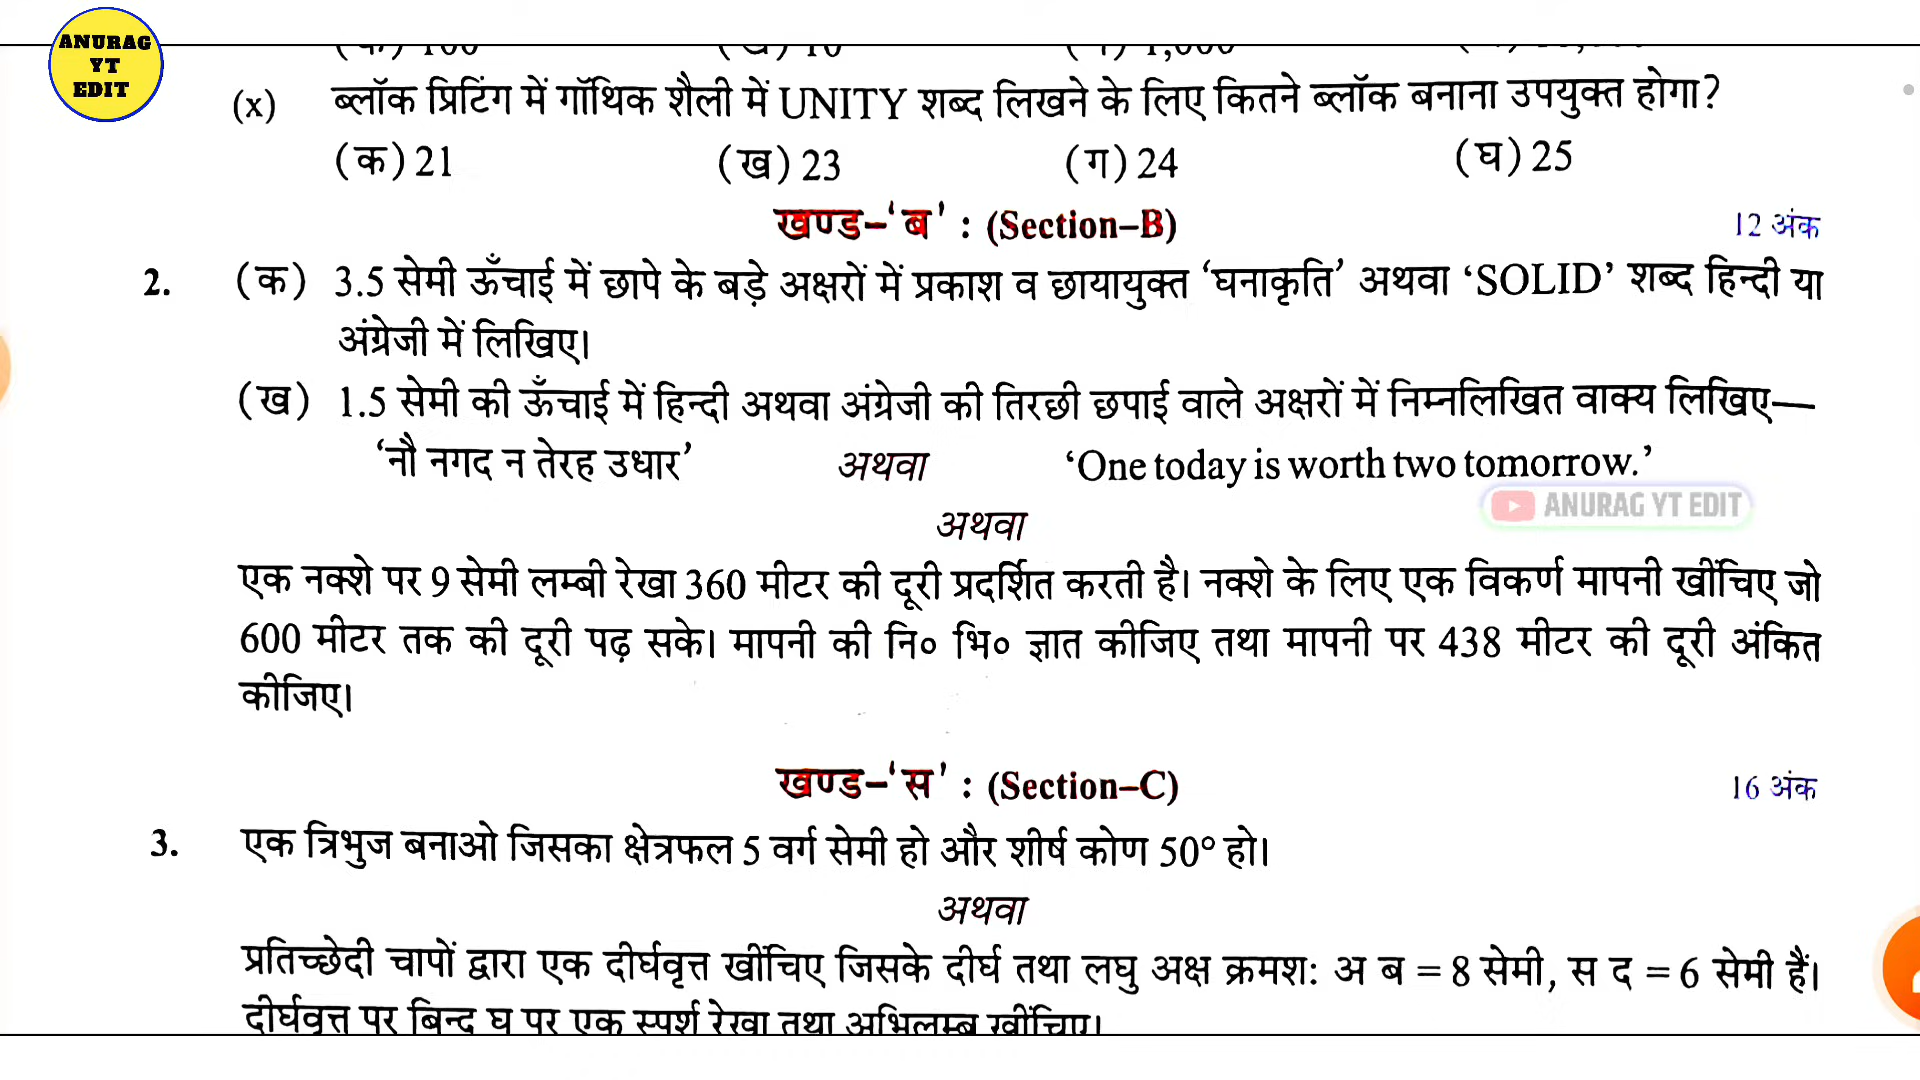 ANURAG
YT
EDIT
(x) ब्लॉक प्रिटिंग में गॉथिक शैली में UNITY शब्द लिखने के लिए कितने ब्लॉक बनाना उपयुक्त होगा?
(क) 21 (ख) 23 (ग) 24 (घ) 25
खण्ड-‘ब’ : (Section–B) 12 अंक
2. (क) 3.5 सेमी ऊँचाई में छापे के बड़े अक्षरों में प्रकाश व छायायुक्त ‘घनाकृति’ अथवा ‘SOLID’ शब्द हिन्दी या
अंग्रेजी में लिखिए।
(ख) 1.5 सेमी की ऊँचाई में हिन्दी अथवा अंग्रेजी की तिरछी छपाई वाले अक्षरों में निम्नलिखित वाक्य लिखिए—
‘नौ नगद न तेरह उधार’ अथवा ‘One today is worth two tomorrow.’
ANURAG YT EDIT
अथवा
एक नक्शे पर 9 सेमी लम्बी रेखा 360 मीटर की दूरी प्रदर्शित करती है। नक्शे के लिए एक विकर्ण मापनी खींचिए जो
600 मीटर तक की दूरी पढ़ सके। मापनी की नि० भि० ज्ञात कीजिए तथा मापनी पर 438 मीटर की दूरी अंकित
कीजिए।
खण्ड-‘स’ : (Section–C) 16 अंक
3. एक त्रिभुज बनाओ जिसका क्षेत्रफल 5 वर्ग सेमी हो और शीर्ष कोण 50° हो।
अथवा
प्रतिच्छेदी चापों द्वारा एक दीर्घवृत्त खींचिए जिसके दीर्घ तथा लघु अक्ष क्रमश: अ ब = 8 सेमी, स द = 6 सेमी हैं।
दीर्घवृत्त पर बिन्दु घ पर एक स्पर्श रेखा तथा अभिलम्ब खींचिए।